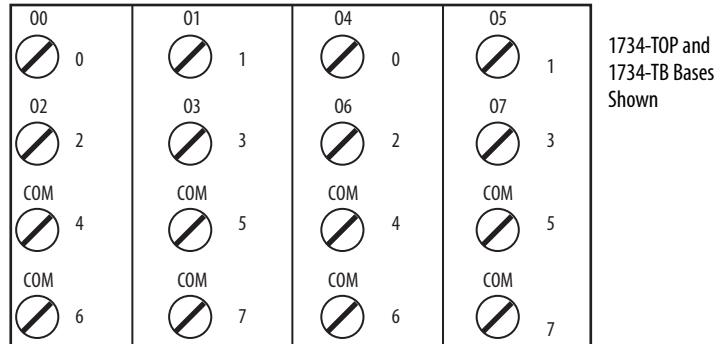 00 01 04 05
0 1 0 1
02 03 06 07
2 3 2 3
COM COM COM COM
4 5 4 5
COM COM COM COM
6 7 6 7
1734-TOP and
1734-TB Bases
Shown